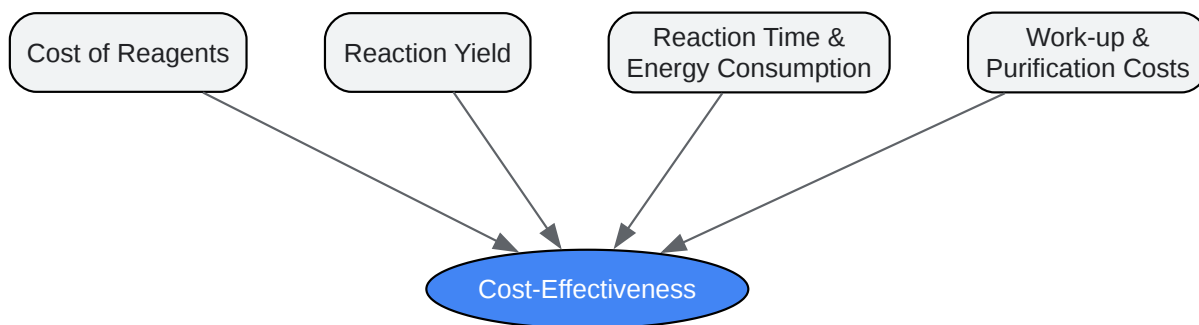 Cost of Reagents
Reaction Yield
Reaction Time &
Energy Consumption
Work-up &
Purification Costs
Cost-Effectiveness